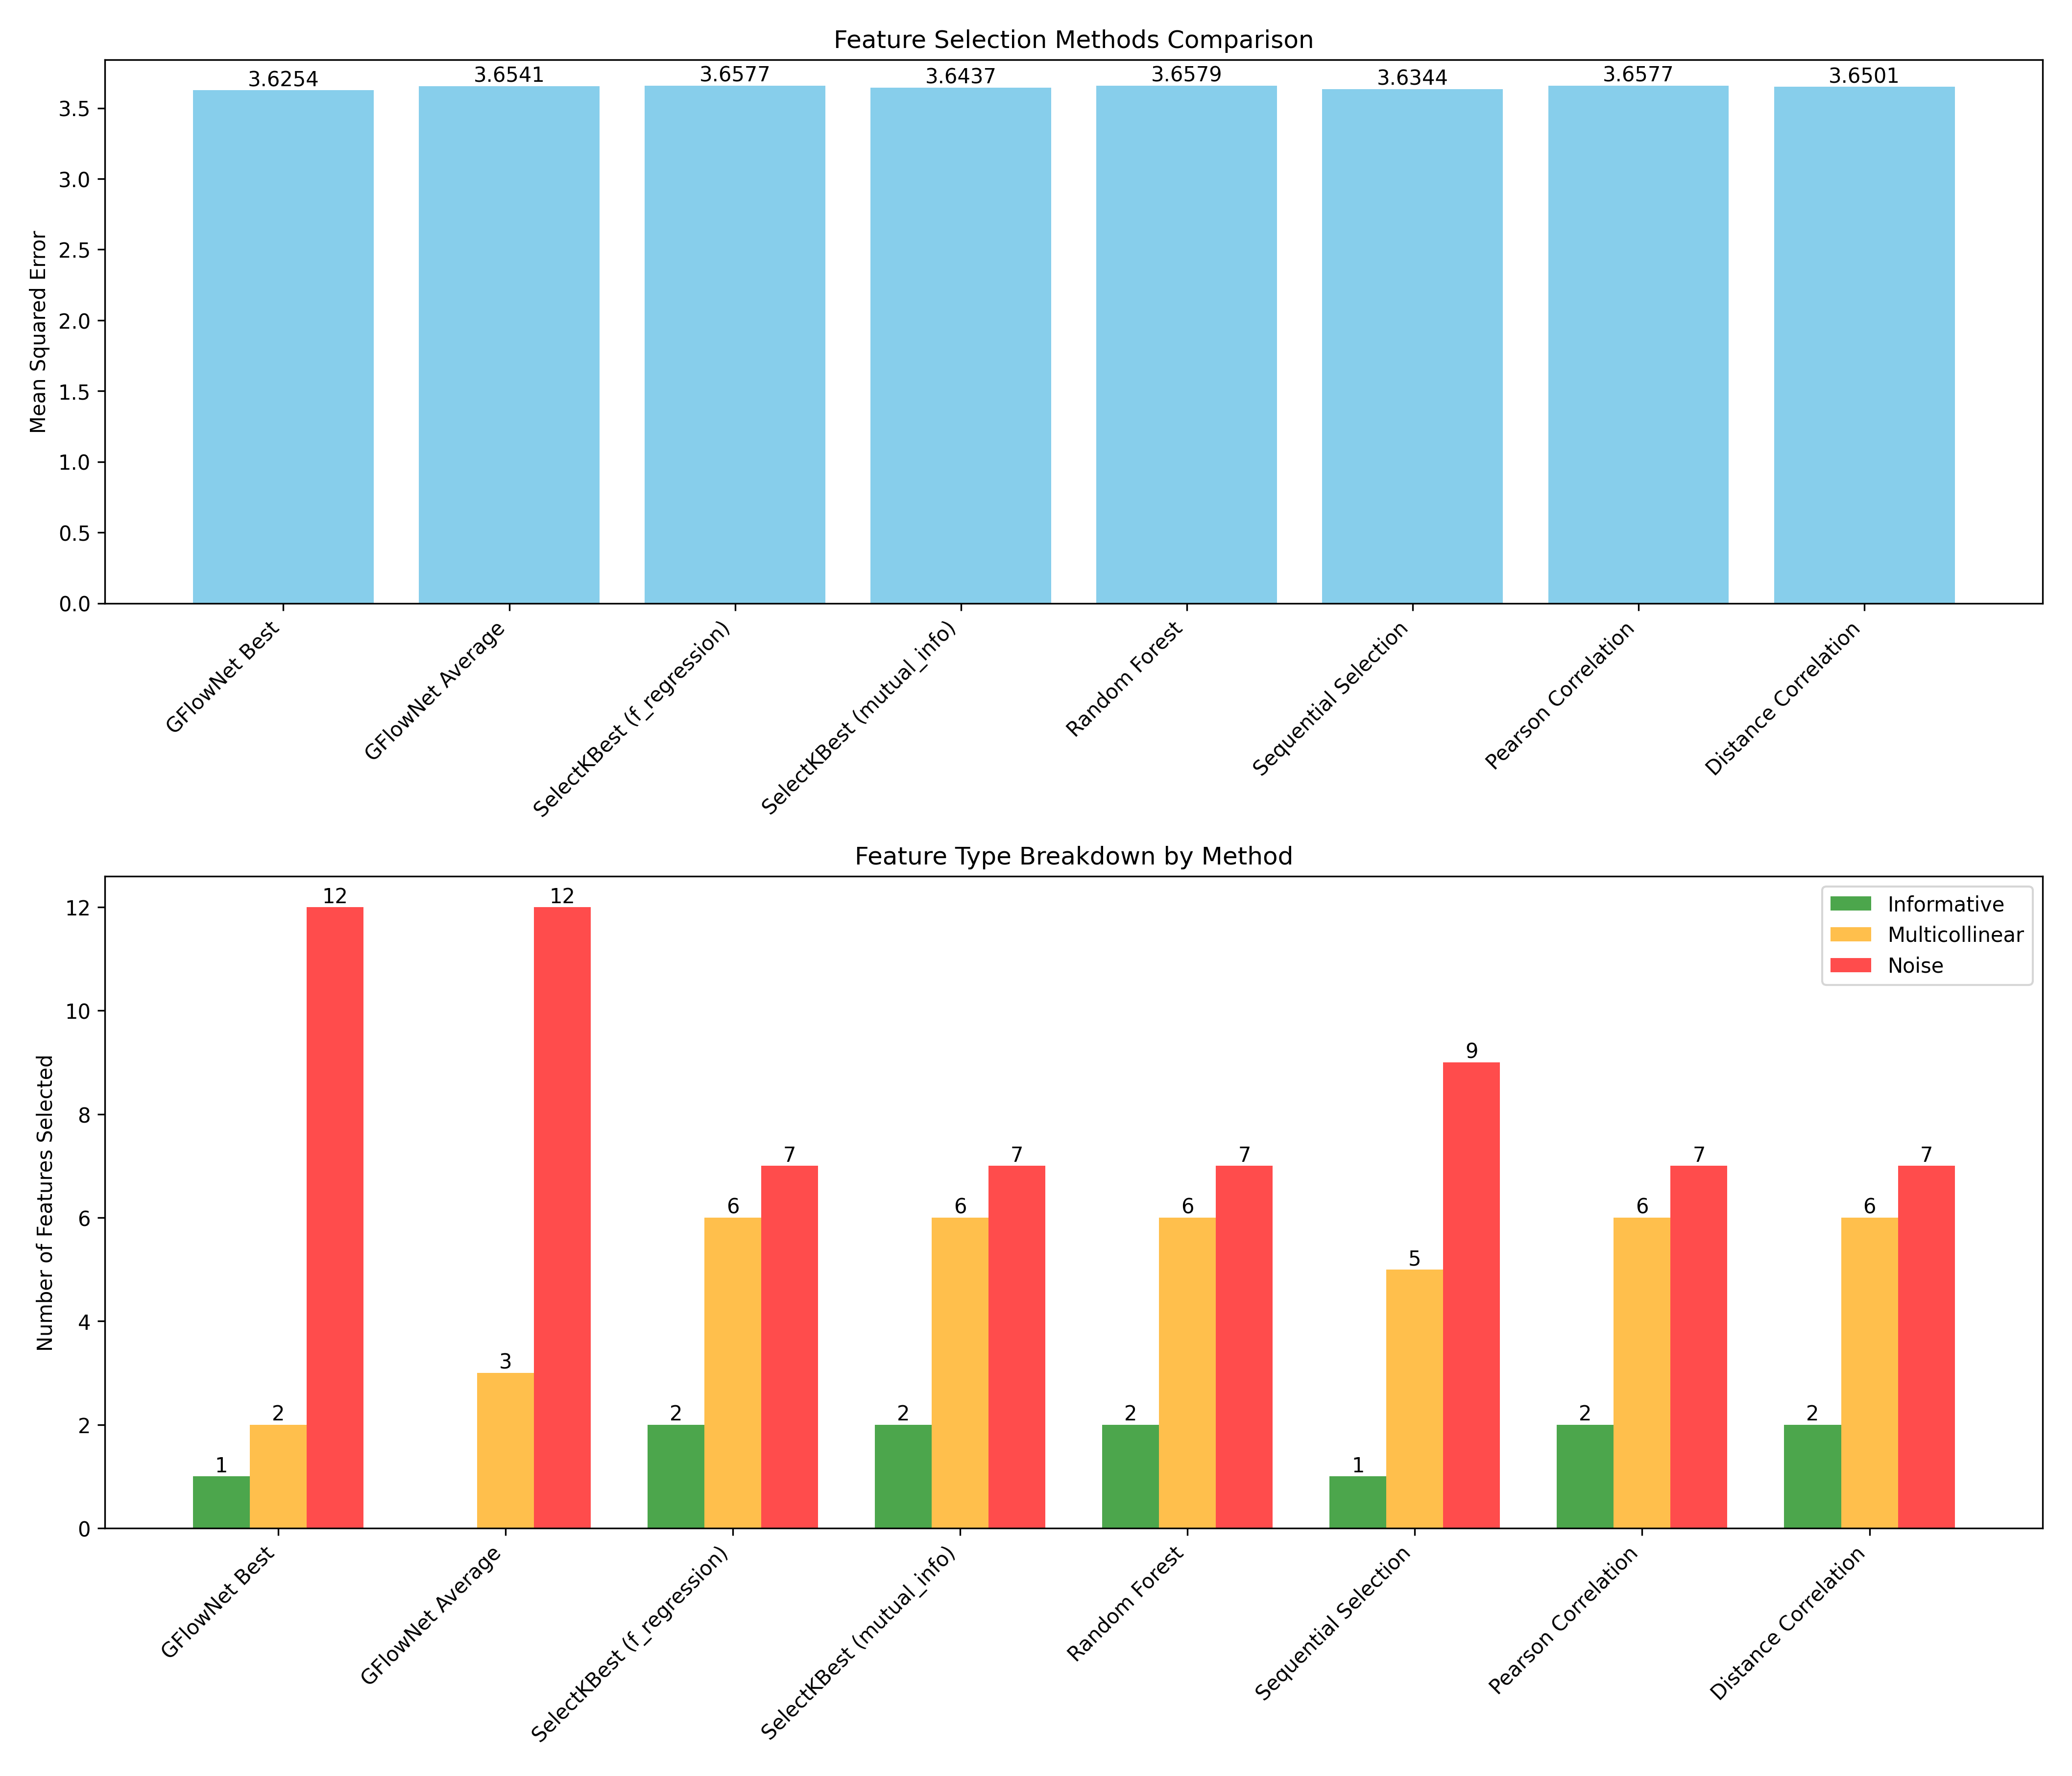 Feature Selection Methods Comparison
Mean Squared Error
3.5
3.0
2.5
2.0
1.5
1.0
0.5
0.0
3.6254
3.6541
3.6577
3.6437
3.6579
3.6344
3.6577
3.6501
GFlowNet Best
GFlowNet Average
SelectKBest (f_regression)
SelectKBest (mutual_info)
Random Forest
Sequential Selection
Pearson Correlation
Distance Correlation
Feature Type Breakdown by Method
Number of Features Selected
12
10
8
6
4
2
0
Informative
Multicollinear
Noise
1
2
12
3
12
2
6
7
2
6
7
2
6
7
1
5
9
2
6
7
2
6
7
GFlowNet Best
GFlowNet Average
SelectKBest (f_regression)
SelectKBest (mutual_info)
Random Forest
Sequential Selection
Pearson Correlation
Distance Correlation